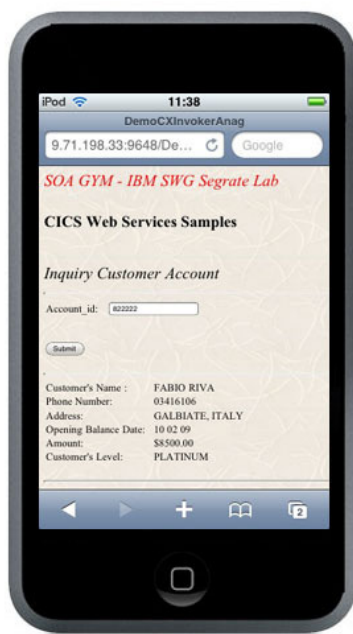 iPod 11:38
DemoCXInvokerAnag
9.71.198.33:9648/De... Google
SOA GYM - IBM SWG Segrate Lab
CICS Web Services Samples
Inquiry Customer Account
Account_id: 822222
Submit
Customer's Name : FABIO RIVA
Phone Number: 03416106
Address: GALBIATE, ITALY
Opening Balance Date: 10 02 09
Amount: $8500.00
Customer's Level: PLATINUM
2